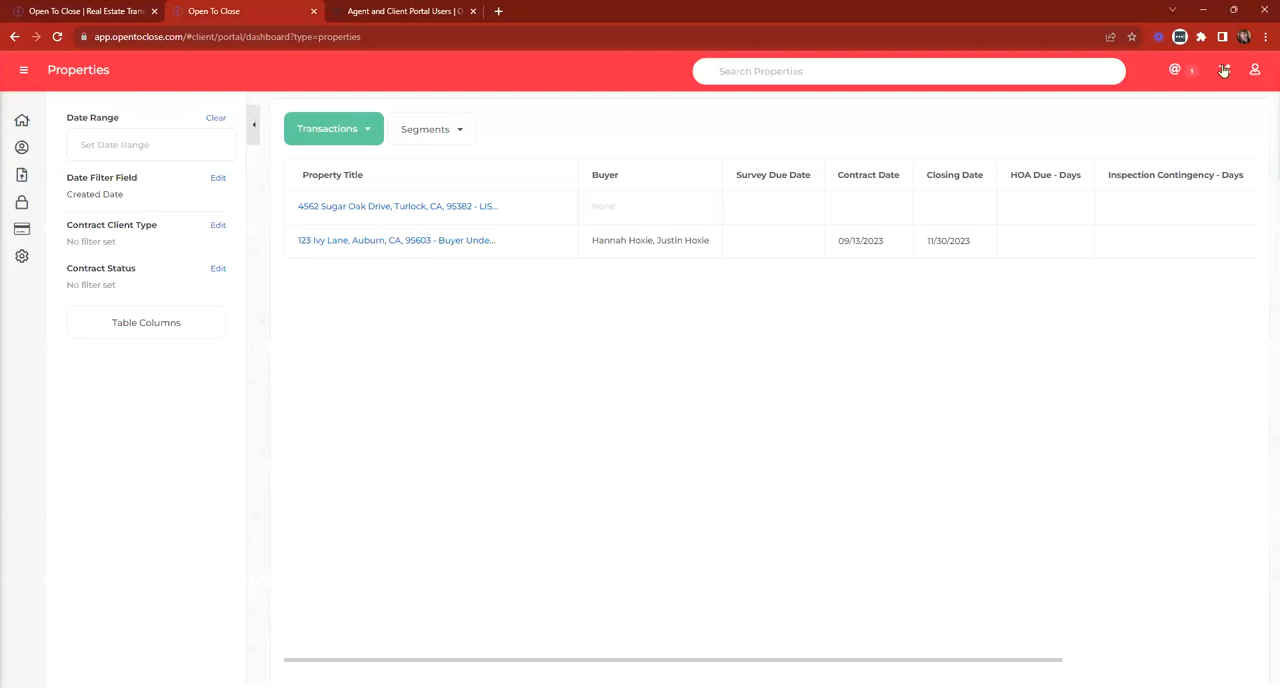 Open To Close | Real Estate Tran
Open To Close
Agent and Client Portal Users | O
app.opentoclose.com/#client/portal/dashboard?type=properties
Properties
Search Properties
@ 1
Date Range Clear
Set Date Range
Date Filter Field Edit
Created Date
Contract Client Type Edit
No filter set
Contract Status Edit
No filter set
Table Columns
Transactions
Segments
Property Title Buyer Survey Due Date Contract Date Closing Date HOA Due - Days Inspection Contingency - Days
4562 Sugar Oak Drive, Turlock, CA, 95382 - LIS... None
123 Ivy Lane, Auburn, CA, 95603 - Buyer Unde... Hannah Hoxie, Justin Hoxie 09/13/2023 11/30/2023